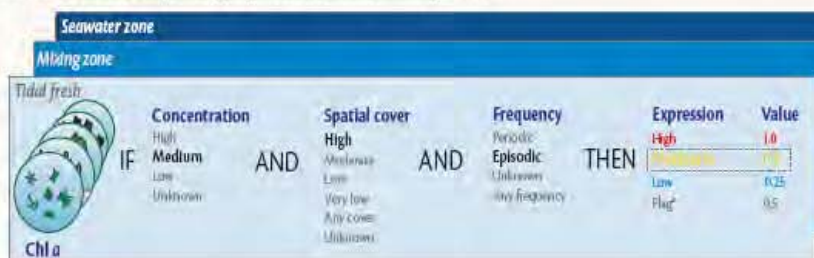 Seawater zone
Mixing zone
Tidal fresh
Chl a
IF
Concentration
High
Medium
Low
Unknown
AND
Spatial cover
High
Moderate
Low
Very low
Any cover
Unknown
AND
Frequency
Periodic
Episodic
Unknown
Any frequency
THEN
Expression Value
High 1.0
Low 0.25
Flag 0.5